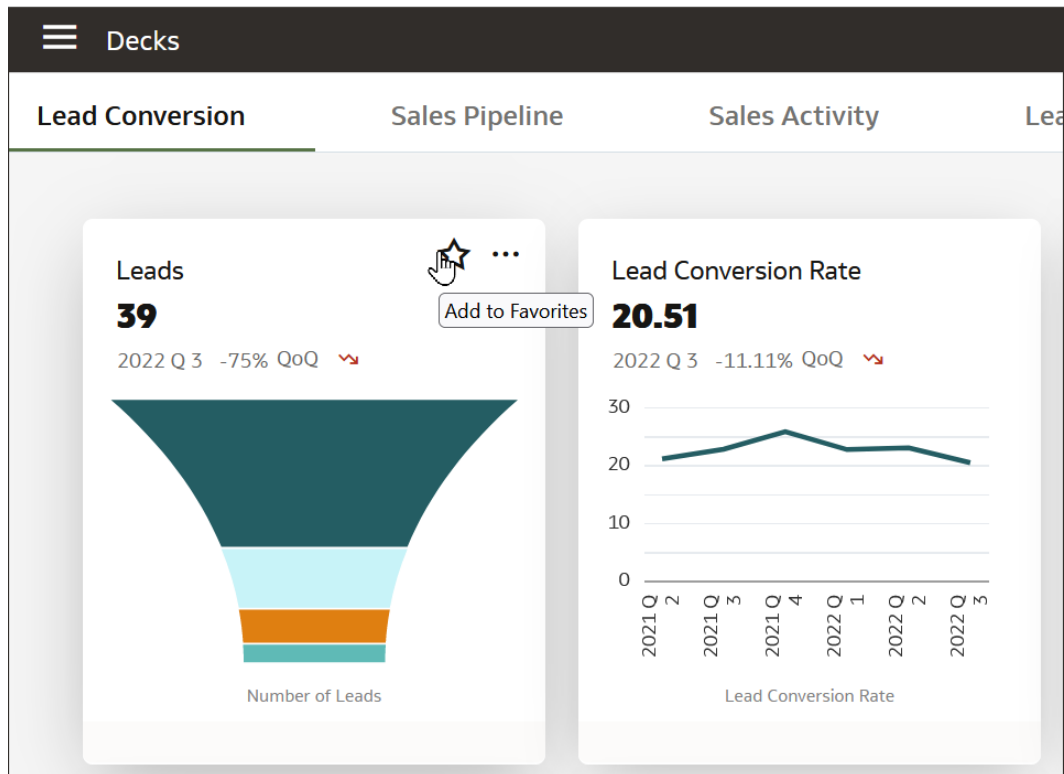 Decks
Lead Conversion
Sales Pipeline
Sales Activity
Lea
Leads
39
2022 Q 3 -75% QoQ
Add to Favorites
Number of Leads
Lead Conversion Rate
20.51
2022 Q 3 -11.11% QoQ
30
20
10
0
2021 Q
2
2021 Q
3
2021 Q
4
2022 Q
1
2022 Q
2
2022 Q
3
Lead Conversion Rate